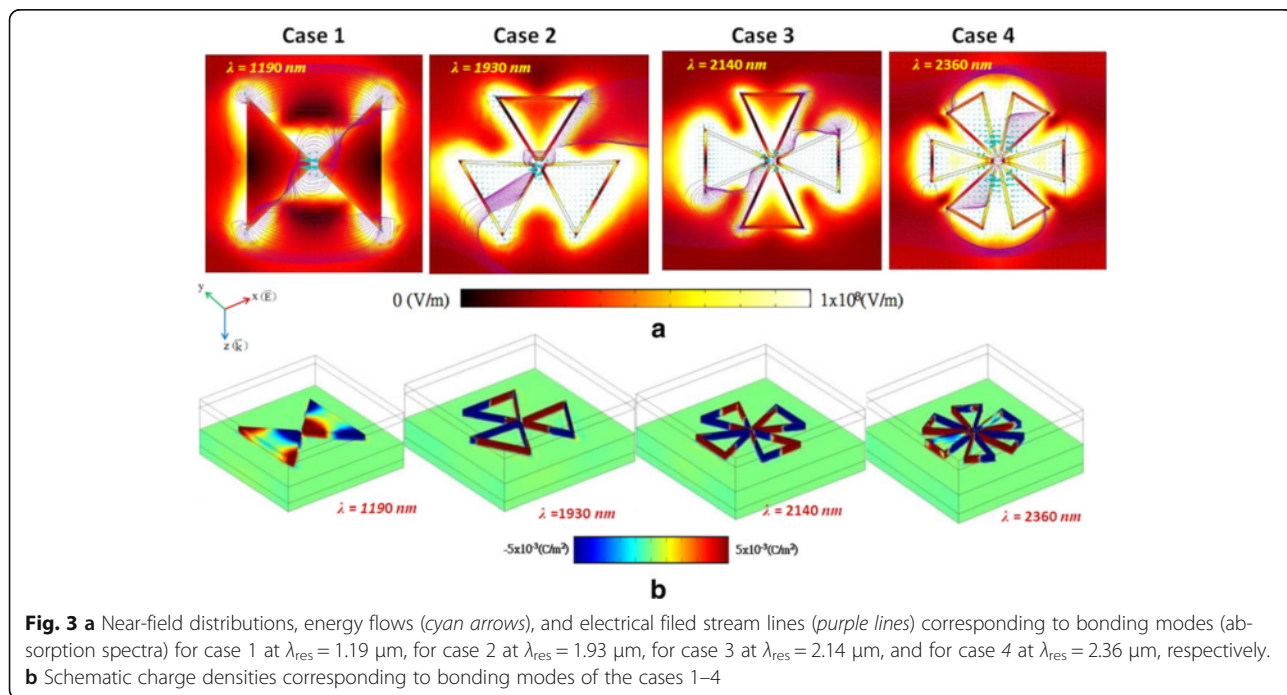 Case 1 Case 2 Case 3 Case 4
λ = 1190 nm λ = 1930 nm λ = 2140 nm λ = 2360 nm
0 (V/m) 1x10⁸(V/m)
y x (E⃗) z (k⃗)
a
λ = 1190 nm λ =1930 nm λ = 2140 nm λ = 2360 nm
-5x10⁻³(C/m²) 5x10⁻³(C/m²)
b
Fig. 3 a Near-field distributions, energy flows (cyan arrows), and electrical filed stream lines (purple lines) corresponding to bonding modes (ab-
sorption spectra) for case 1 at λres = 1.19 μm, for case 2 at λres = 1.93 μm, for case 3 at λres = 2.14 μm, and for case 4 at λres = 2.36 μm, respectively.
b Schematic charge densities corresponding to bonding modes of the cases 1–4